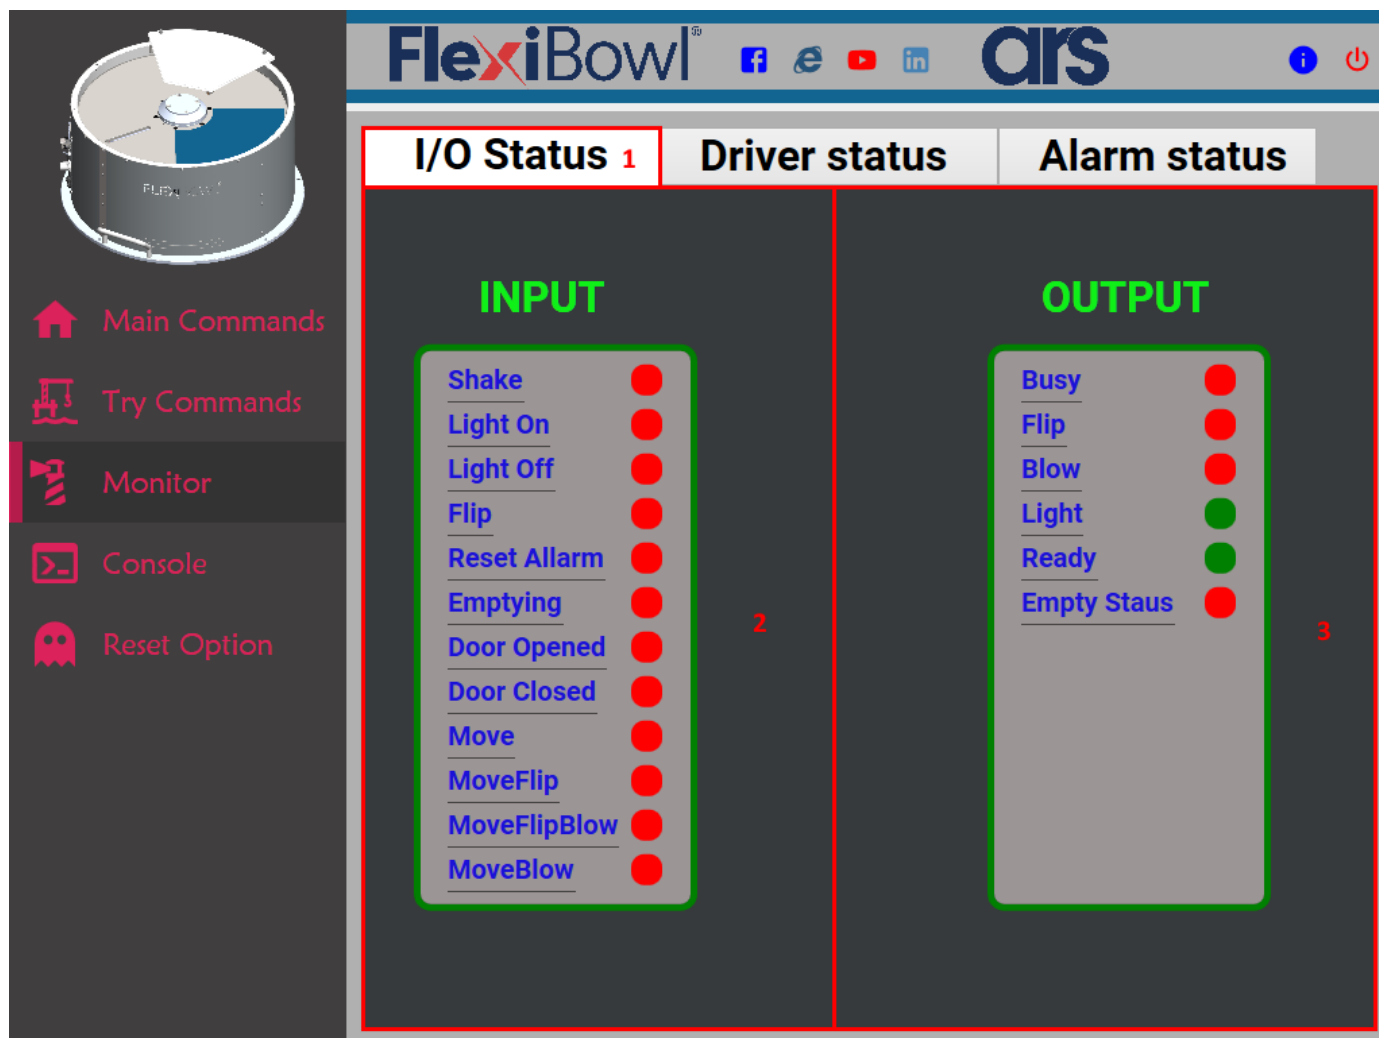 FlexiBowl®
ars
I/O Status 1
Driver status
Alarm status
Main Commands
Try Commands
Monitor
Console
Reset Option
INPUT
Shake
Light On
Light Off
Flip
Reset Allarm
Emptying
Door Opened
Door Closed
Move
MoveFlip
MoveFlipBlow
MoveBlow
2
OUTPUT
Busy
Flip
Blow
Light
Ready
Empty Staus
3